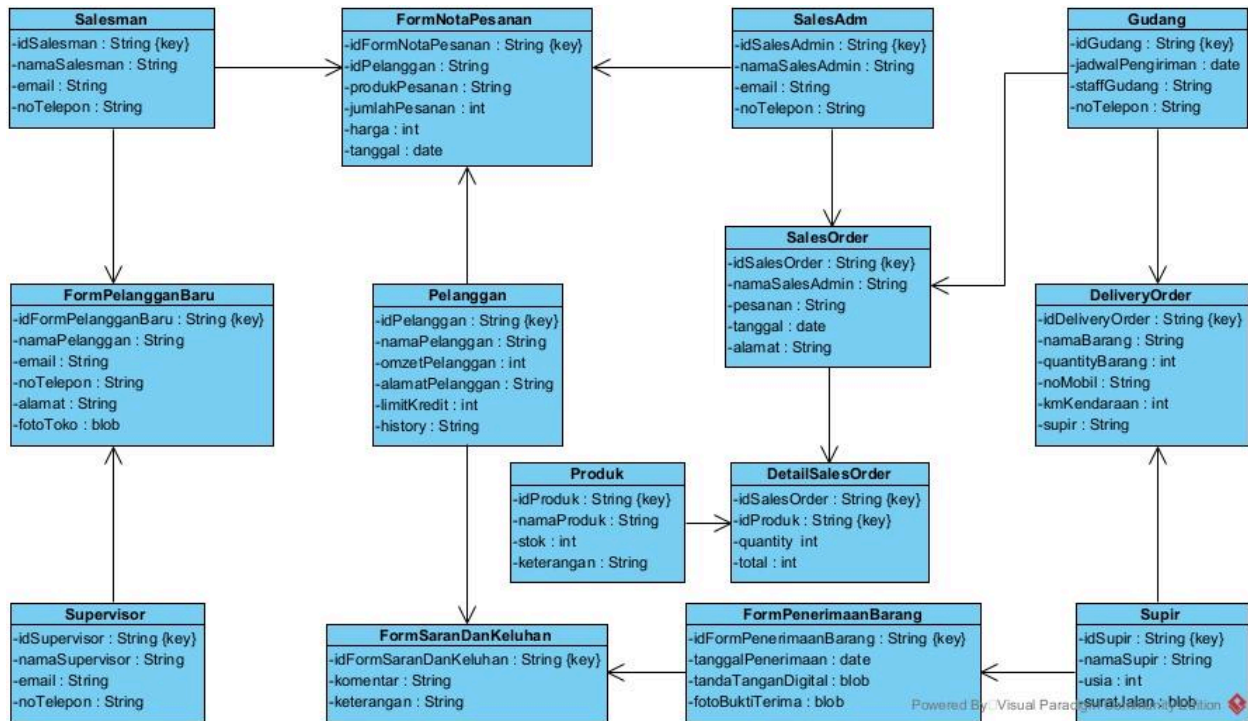 Salesman
-idSalesman : String {key}
-namaSalesman : String
-email : String
-noTelepon : String
FormNotaPesanan
-idFormNotaPesanan : String {key}
-idPelanggan : String
-produkPesanan : String
-jumlahPesanan : int
-harga : int
-tanggal : date
SalesAdm
-idSalesAdmin : String {key}
-namaSalesAdmin : String
-email : String
-noTelepon : String
Gudang
-idGudang : String {key}
-jadwalPengiriman : date
-staffGudang : String
-noTelepon : String
SalesOrder
-idSalesOrder : String {key}
-namaSalesAdmin : String
-pesanan : String
-tanggal : date
-alamat : String
FormPelangganBaru
-idFormPelangganBaru : String {key}
-namaPelanggan : String
-email : String
-noTelepon : String
-alamat : String
-fotoToko : blob
Pelanggan
-idPelanggan : String {key}
-namaPelanggan : String
-omzetPelanggan : int
-alamatPelanggan : String
-limitKredit : int
-history : String
DeliveryOrder
-idDeliveryOrder : String {key}
-namaBarang : String
-quantityBarang : int
-noMobil : String
-kmKendaraan : int
-supir : String
Produk
-idProduk : String {key}
-namaProduk : String
-stok : int
-keterangan : String
DetailSalesOrder
-idSalesOrder : String {key}
-idProduk : String {key}
-quantity int
-total : int
Supervisor
-idSupervisor : String {key}
-namaSupervisor : String
-email : String
-noTelepon : String
FormSaranDanKeluhan
-idFormSaranDanKeluhan : String {key}
-komentar : String
-keterangan : String
FormPenerimaanBarang
-idFormPenerimaanBarang : String {key}
-tanggalPenerimaan : date
-tandaTanganDigital : blob
-fotoBuktiTerima : blob
Supir
-idSupir : String {key}
-namaSupir : String
-usia : int
-suratJalan : blob
Powered By Visual Paradigm Community Edition